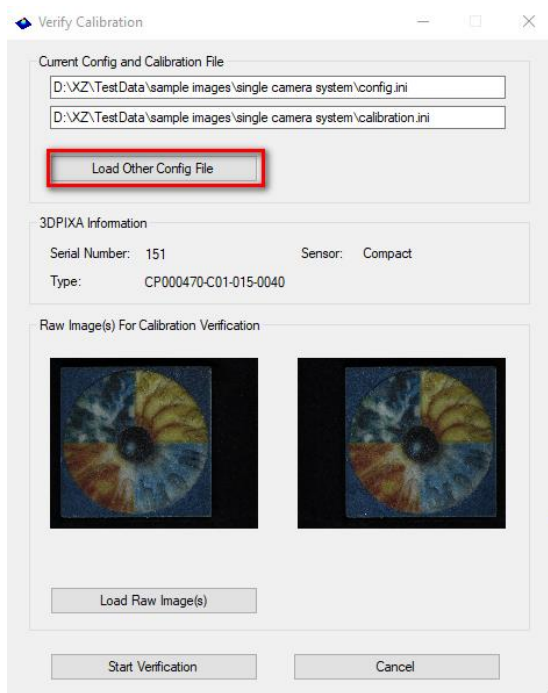 Verify Calibration
Current Config and Calibration File
D:\XZ\TestData\sample images\single camera system\config.ini
D:\XZ\TestData\sample images\single camera system\calibration.ini
Load Other Config File
3DPIXA Information
Serial Number: 151 Sensor: Compact
Type: CP000470-C01-015-0040
Raw Image(s) For Calibration Verification
Load Raw Image(s)
Start Verification Cancel